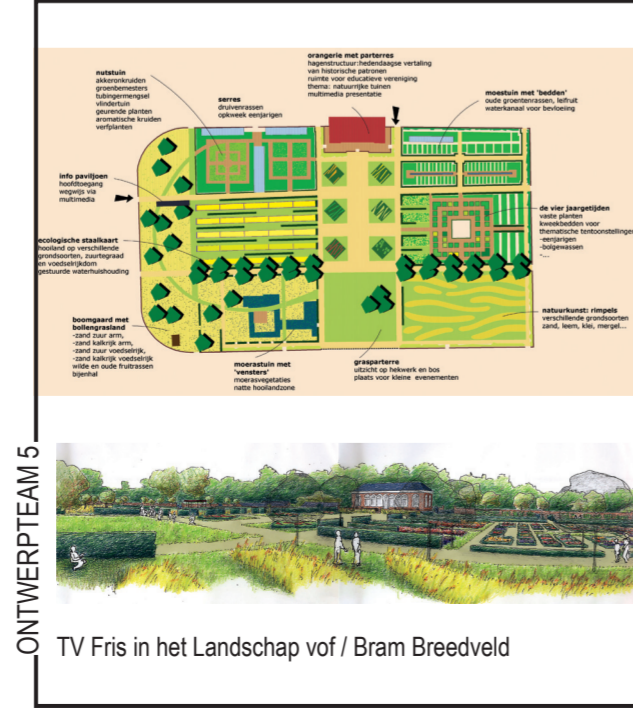 orangerie met parterres
hagenstructuur:hedendaagse vertaling
van historische patronen
ruimte voor educatieve vereniging
thema: natuurrijke tuinen
multimedia presentatie
nutstuin
akkeronkruiden
groenbemesters
tubingermengsel
vlindertuin
geurende planten
aromatische kruiden
verfplanten
serres
druivenrassen
opkweek eenjarigen
moestuin met 'bedden'
oude groentenrassen, leifruit
waterkanaal voor bevloeiing
info paviljoen
hoofdtoegang
wegwijs via
multimedia
de vier jaargetijden
vaste planten
kweekbedden voor
thematische tentoonstellingen
-eenjarigen
-bolgewassen
-...
ecologische staalkaart
hooiland op verschillende
grondsoorten, zuurtegraad
en voedselrijkdom
gestuurde waterhuishouding
natuurkunst: rimpels
verschillende grondsoorten
zand, leem, klei, mergel...
boomgaard met
bollengrasland
-zand zuur arm,
-zand kalkrijk arm,
-zand zuur voedselrijk,
-zand kalkrijk voedselrijk
wilde en oude fruitrassen
bijenhal
moerastuin met
'vensters'
moerasvegetaties
natte hooilandzone
grasparterre
uitzicht op hekwerk en bos
plaats voor kleine  evenementen
ONTWERPTEAM 5
TV Fris in het Landschap vof / Bram Breedveld